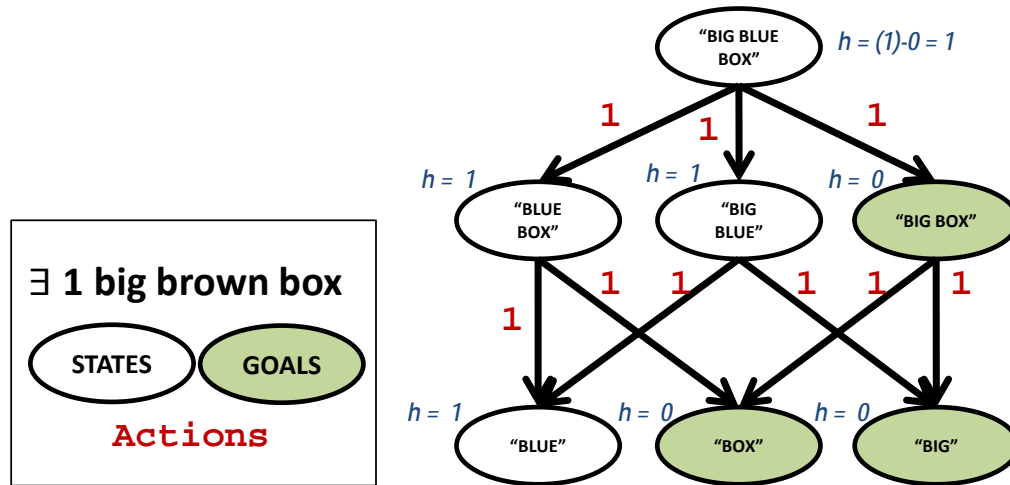 “BIG BLUE
BOX”
h = (1)-0 = 1
1
1
1
h = 1
h = 1
h = 0
“BLUE
BOX”
“BIG
BLUE”
“BIG BOX”
∃ 1 big brown box
1
1
1
1
1
1
STATES
GOALS
Actions
h = 1
h = 0
h = 0
“BLUE”
“BOX”
“BIG”